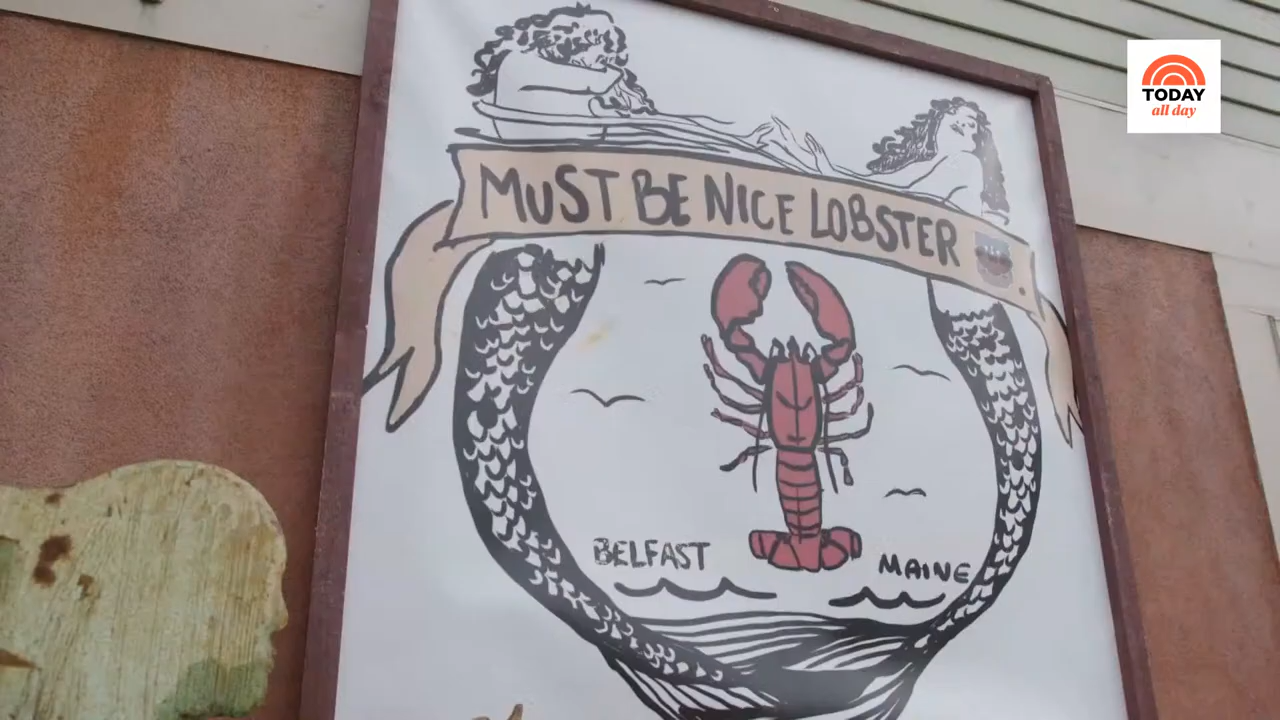 TODAY
all day
MUST BE NICE LOBSTER
BELFAST
MAINE